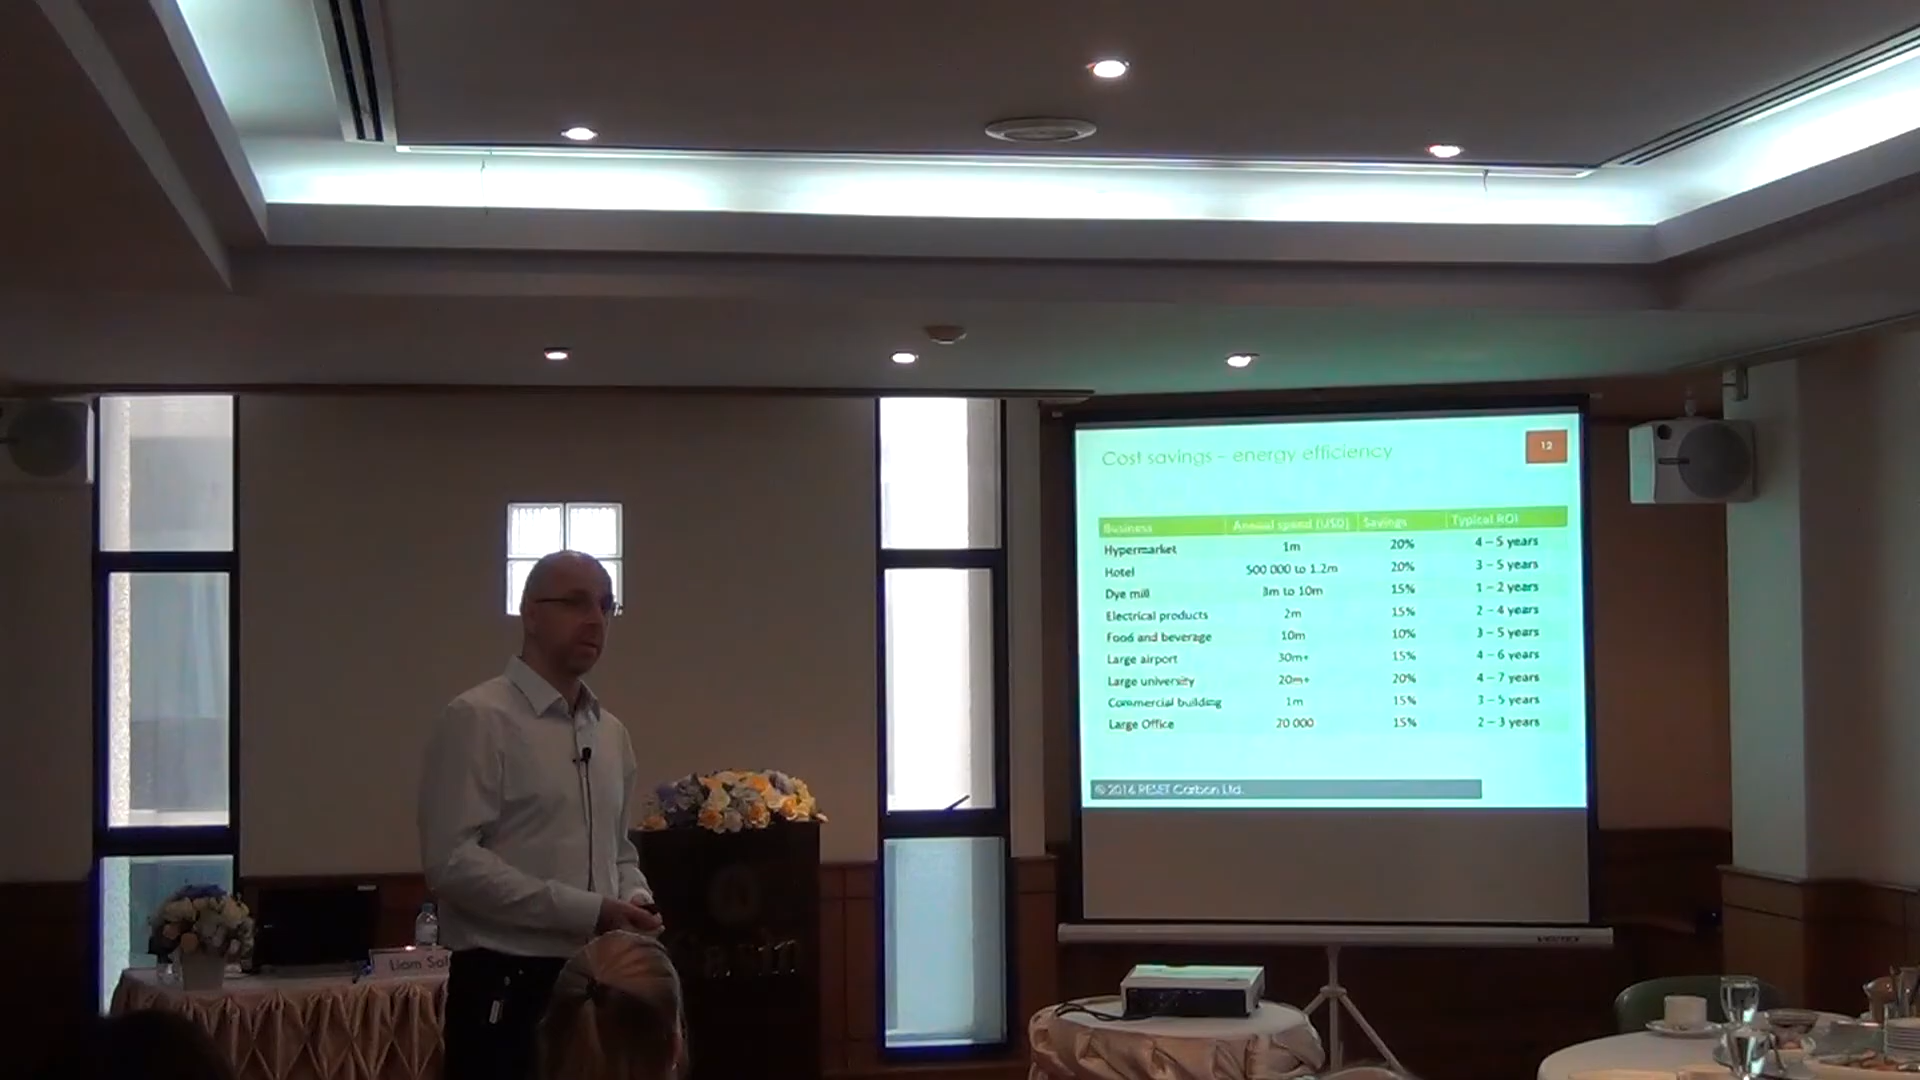 Cost savings – energy efficiency
12
Business Annual spend (USD) Savings Typical ROI
Hypermarket 1m 20% 4 – 5 years
Hotel 500 000 to 1.2m 20% 3 – 5 years
Dye mill 3m to 10m 15% 1 – 2 years
Electrical products 2m 15% 2 – 4 years
Food and beverage 10m 10% 3 – 5 years
Large airport 30m+ 15% 4 – 6 years
Large university 20m+ 20% 4 – 7 years
Commercial building 1m 15% 3 – 5 years
Large Office 20 000 15% 2 – 3 years
© 2016 RESET Carbon Ltd.
Liam